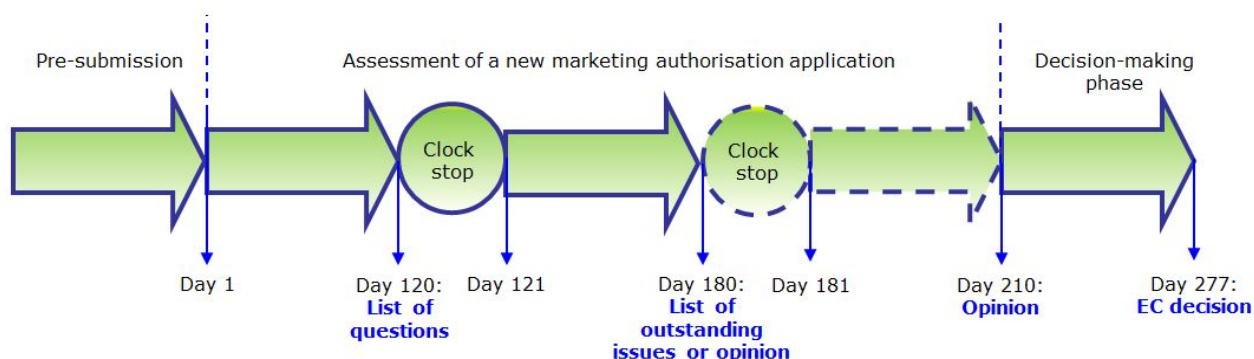 Pre-submission
Assessment of a new marketing authorisation application
Decision-making
phase
Clock
stop
Clock
stop
Day 1
Day 120:
List of
questions
Day 121
Day 180:
List of
outstanding
issues or opinion
Day 181
Day 210:
Opinion
Day 277:
EC decision